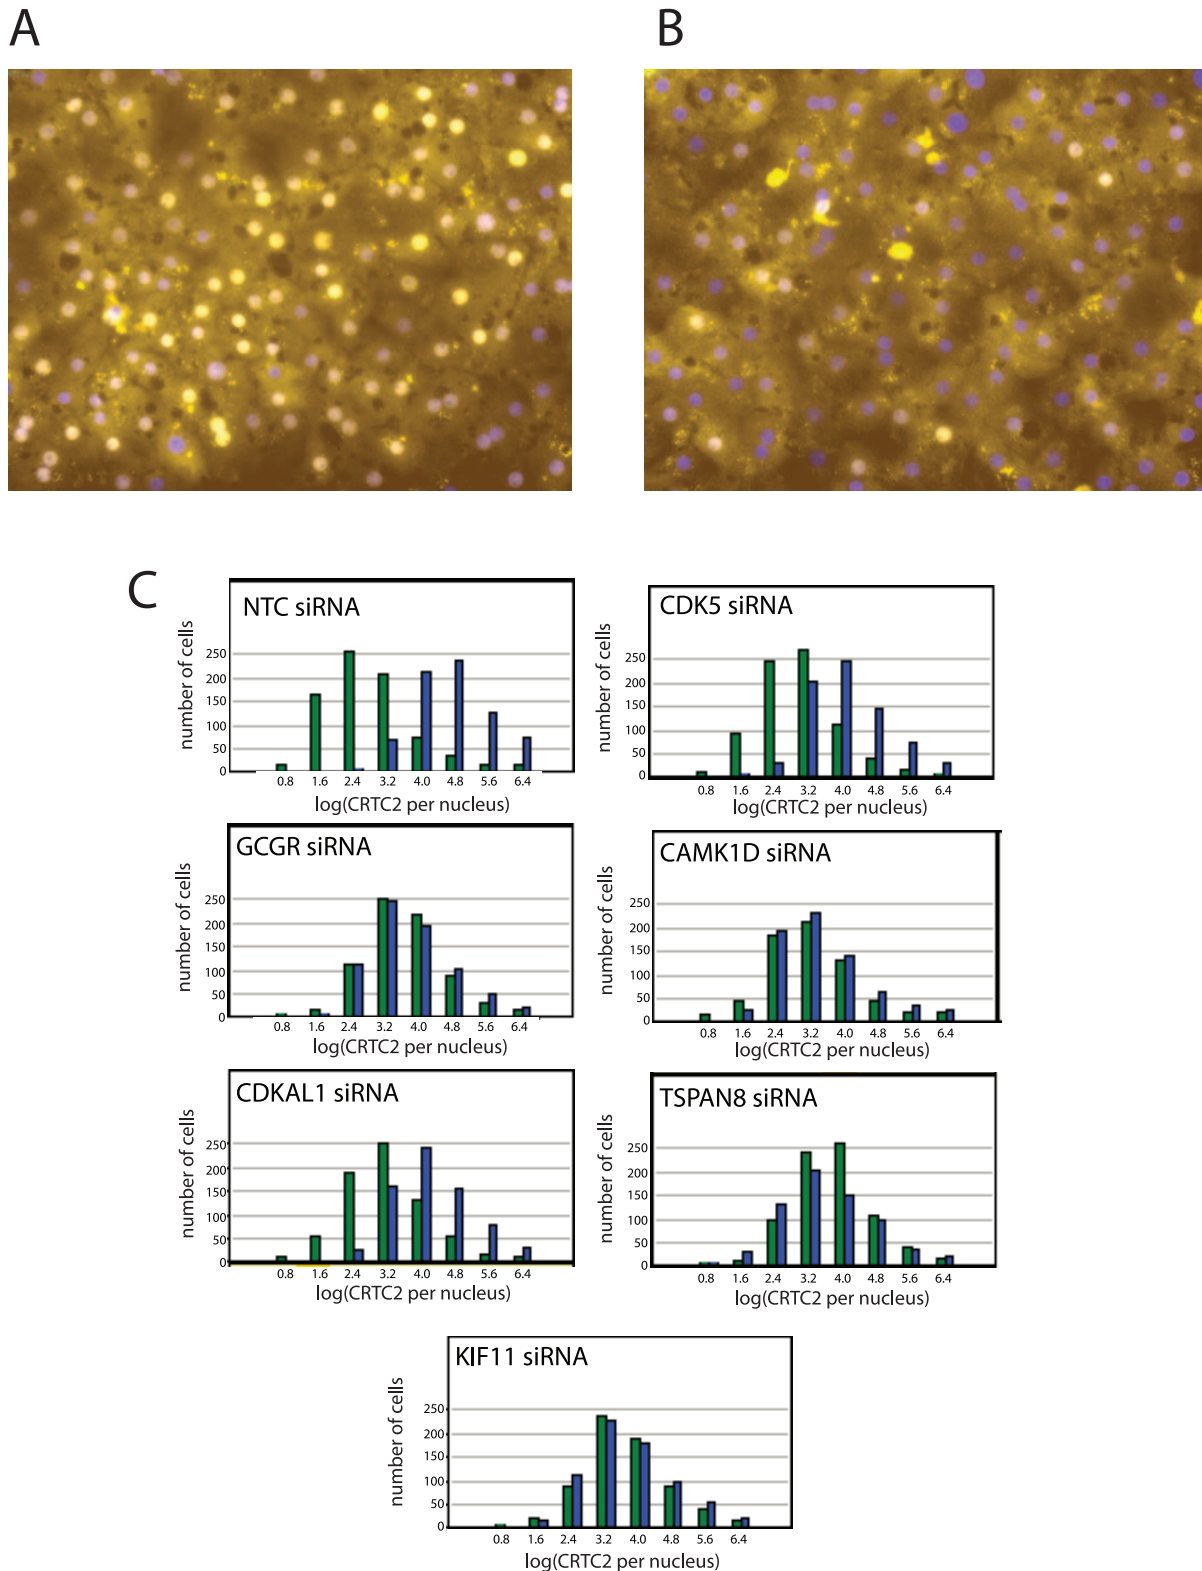 A
B
C
NTC siRNA
number of cells
250
200
150
100
50
0
0.8 1.6 2.4 3.2 4.0 4.8 5.6 6.4
log(CRTC2 per nucleus)
CDK5 siRNA
number of cells
250
200
150
100
50
0
0.8 1.6 2.4 3.2 4.0 4.8 5.6 6.4
log(CRTC2 per nucleus)
GCGR siRNA
number of cells
250
200
150
100
50
0
0.8 1.6 2.4 3.2 4.0 4.8 5.6 6.4
log(CRTC2 per nucleus)
CAMK1D siRNA
number of cells
250
200
150
100
50
0
0.8 1.6 2.4 3.2 4.0 4.8 5.6 6.4
log(CRTC2 per nucleus)
CDKAL1 siRNA
number of cells
250
200
150
100
50
0
0.8 1.6 2.4 3.2 4.0 4.8 5.6 6.4
log(CRTC2 per nucleus)
TSPAN8 siRNA
number of cells
250
200
150
100
50
0
0.8 1.6 2.4 3.2 4.0 4.8 5.6 6.4
log(CRTC2 per nucleus)
KIF11 siRNA
number of cells
250
200
150
100
50
0
0.8 1.6 2.4 3.2 4.0 4.8 5.6 6.4
log(CRTC2 per nucleus)